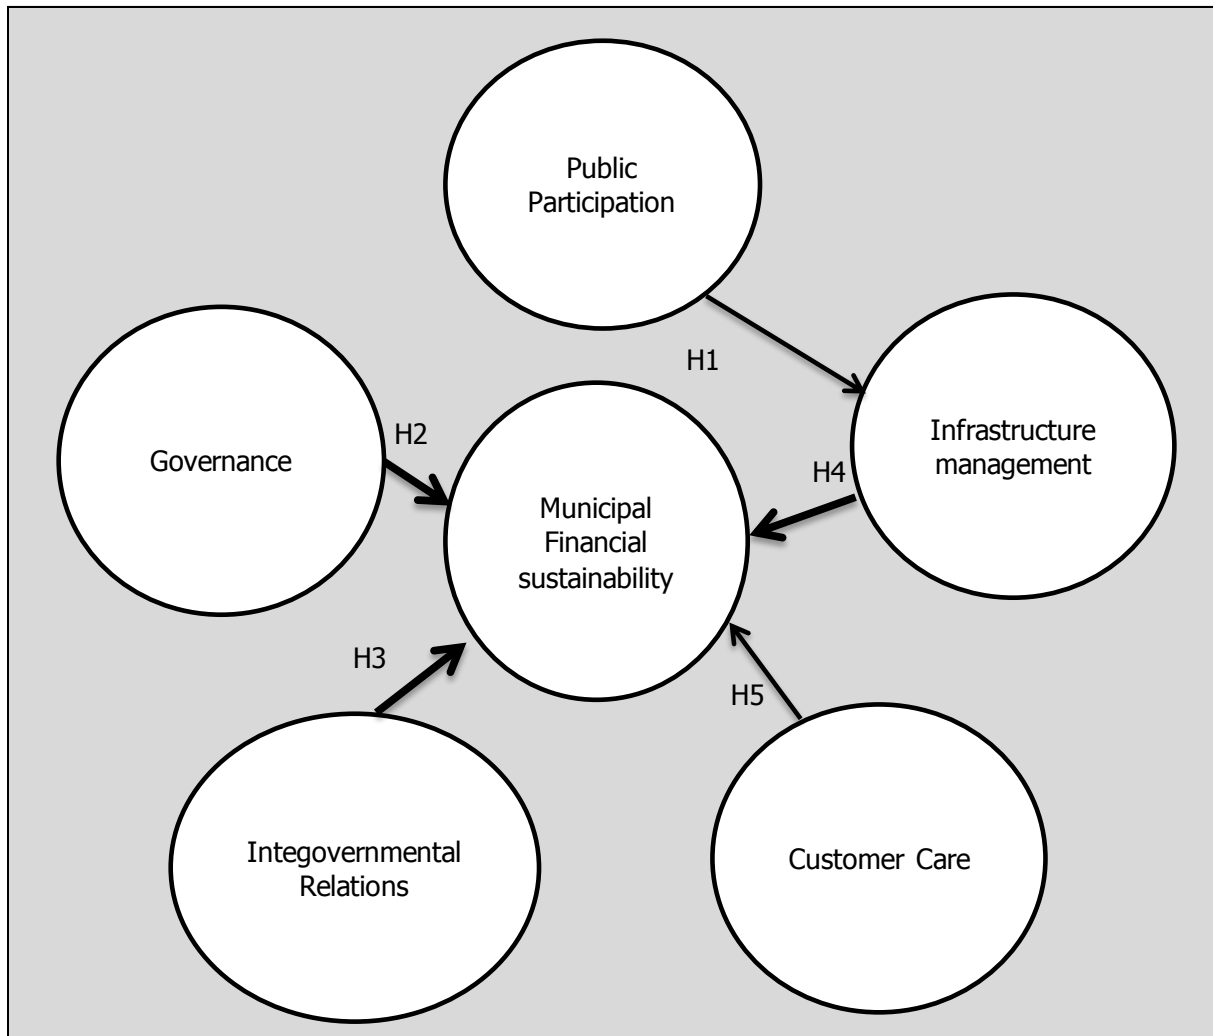 Public
Participation
H1
Infrastructure
management
H2
Governance
H4
Municipal
Financial
sustainability
H3
H5
Integovernmental
Relations
Customer Care